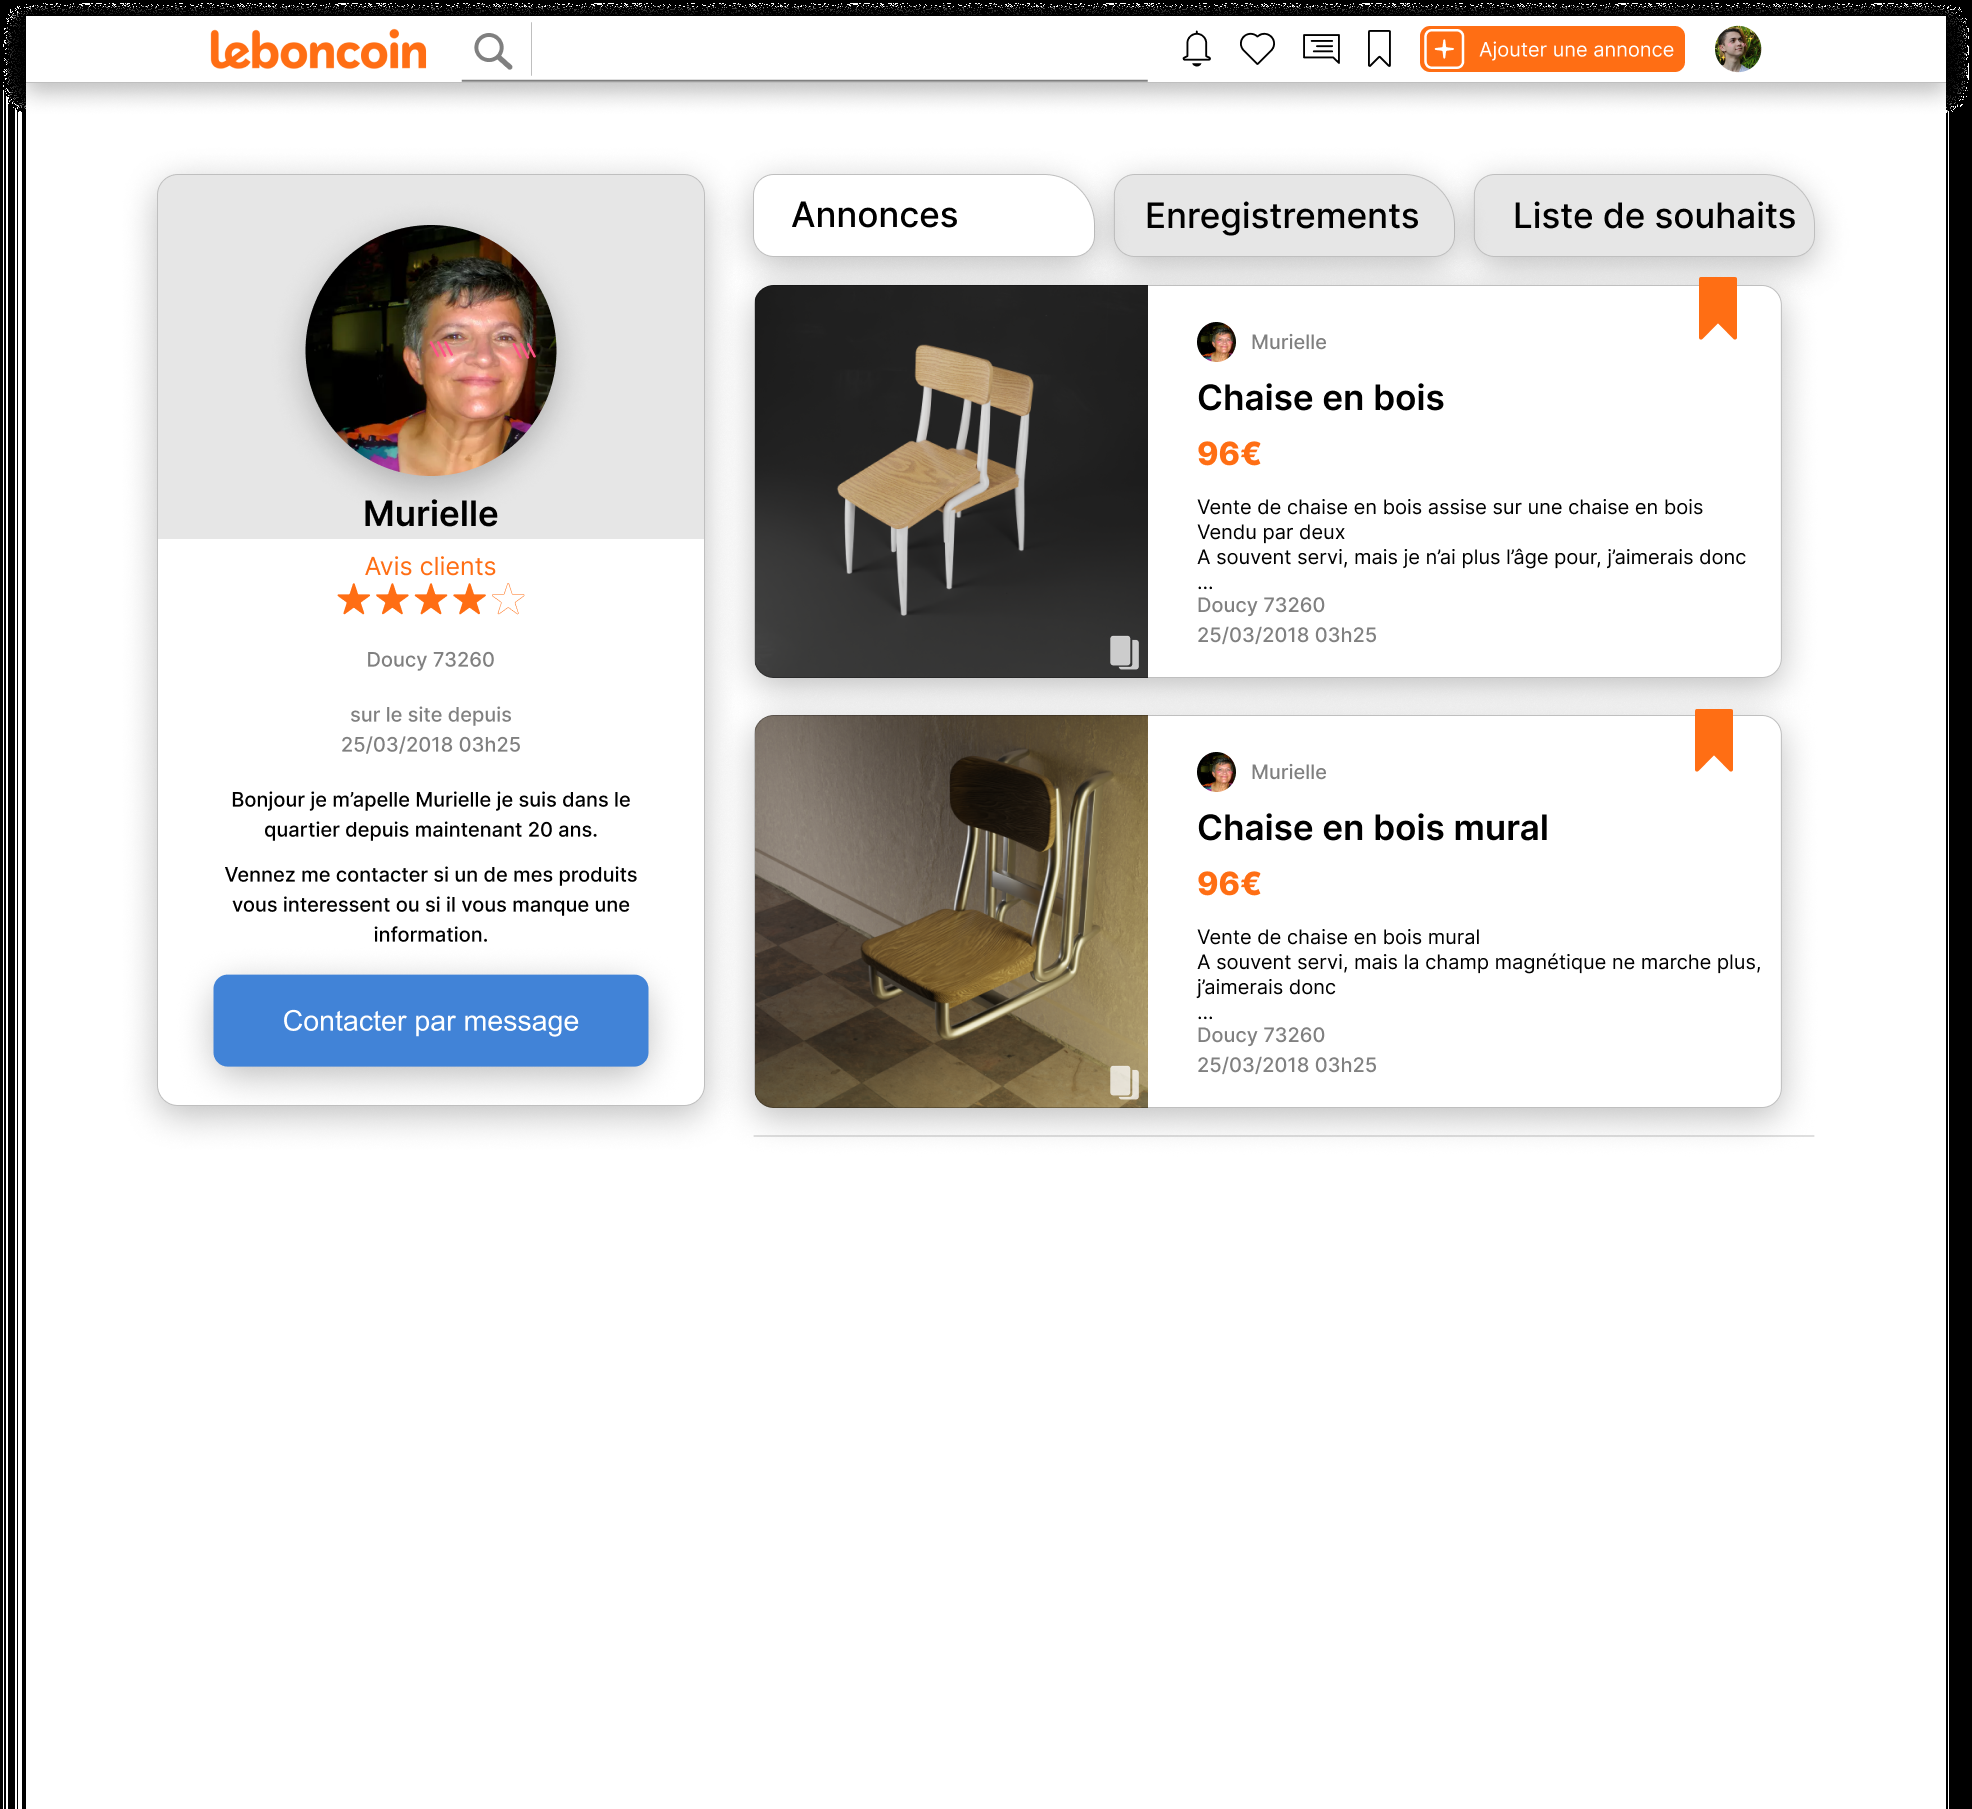 leboncoin
Ajouter une annonce
Murielle
Avis clients
Doucy 73260
sur le site depuis
25/03/2018 03h25
Bonjour je m’apelle Murielle je suis dans le
quartier depuis maintenant 20 ans.
Vennez me contacter si un de mes produits
vous interessent ou si il vous manque une
information.
Contacter par message
Annonces
Enregistrements
Liste de souhaits
Murielle
Chaise en bois
96€
Vente de chaise en bois assise sur une chaise en bois
Vendu par deux
A souvent servi, mais je n’ai plus l’âge pour, j’aimerais donc
...
Doucy 73260
25/03/2018 03h25
Murielle
Chaise en bois mural
96€
Vente de chaise en bois mural
A souvent servi, mais la champ magnétique ne marche plus,
j’aimerais donc
...
Doucy 73260
25/03/2018 03h25